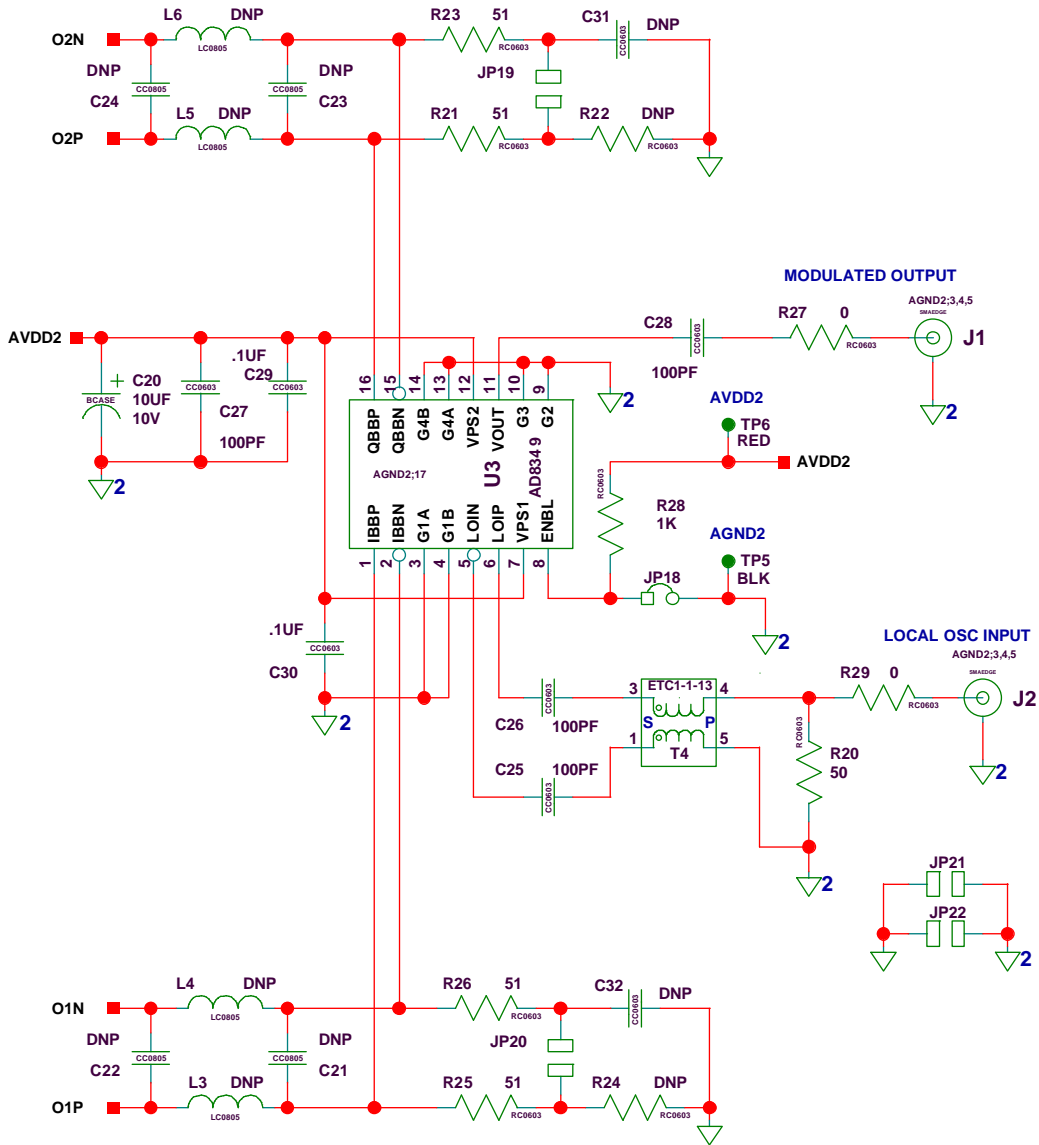 L6 DNP
LC0805
R23 51
RC0603
C31
CC0603
DNP
O2N
DNP
CC0805
C24
DNP
CC0805
C23
JP19
L5 DNP
LC0805
R21 51
RC0603
R22 DNP
RC0603
O2P
MODULATED OUTPUT
AGND2;3,4,5
SMAEDGE
J1
R27 0
RC0603
C28
CC0603
100PF
2
AVDD2
+
C20
10UF
10V
BCASE
CC0603
C27
100PF
.1UF
C29
CC0603
2
16 15 14 13 12 11 10 9
2
QBBP QBBN G4B G4A VPS2 VOUT G3 G2
AGND2;17
U3
AD8349
IBBP IBBN G1A G1B LOIN LOIP VPS1 ENBL
1 2 3 4 5 6 7 8
AVDD2
TP6
RED
AVDD2
RC0603
R28
1K
AGND2
TP5
BLK
JP18
2
.1UF
CC0603
C30
2
LOCAL OSC INPUT
AGND2;3,4,5
SMAEDGE
J2
R29 0
RC0603
2
C26
CC0603
100PF
C25
CC0603
100PF
3 ETC1-1-13 4
S P
1 T4 5
RC0603
R20
50
2
JP21
JP22
2
L4 DNP
LC0805
R26 51
RC0603
C32
CC0603
DNP
O1N
DNP
CC0805
C22
DNP
CC0805
C21
JP20
L3 DNP
LC0805
R25 51
RC0603
R24 DNP
RC0603
O1P